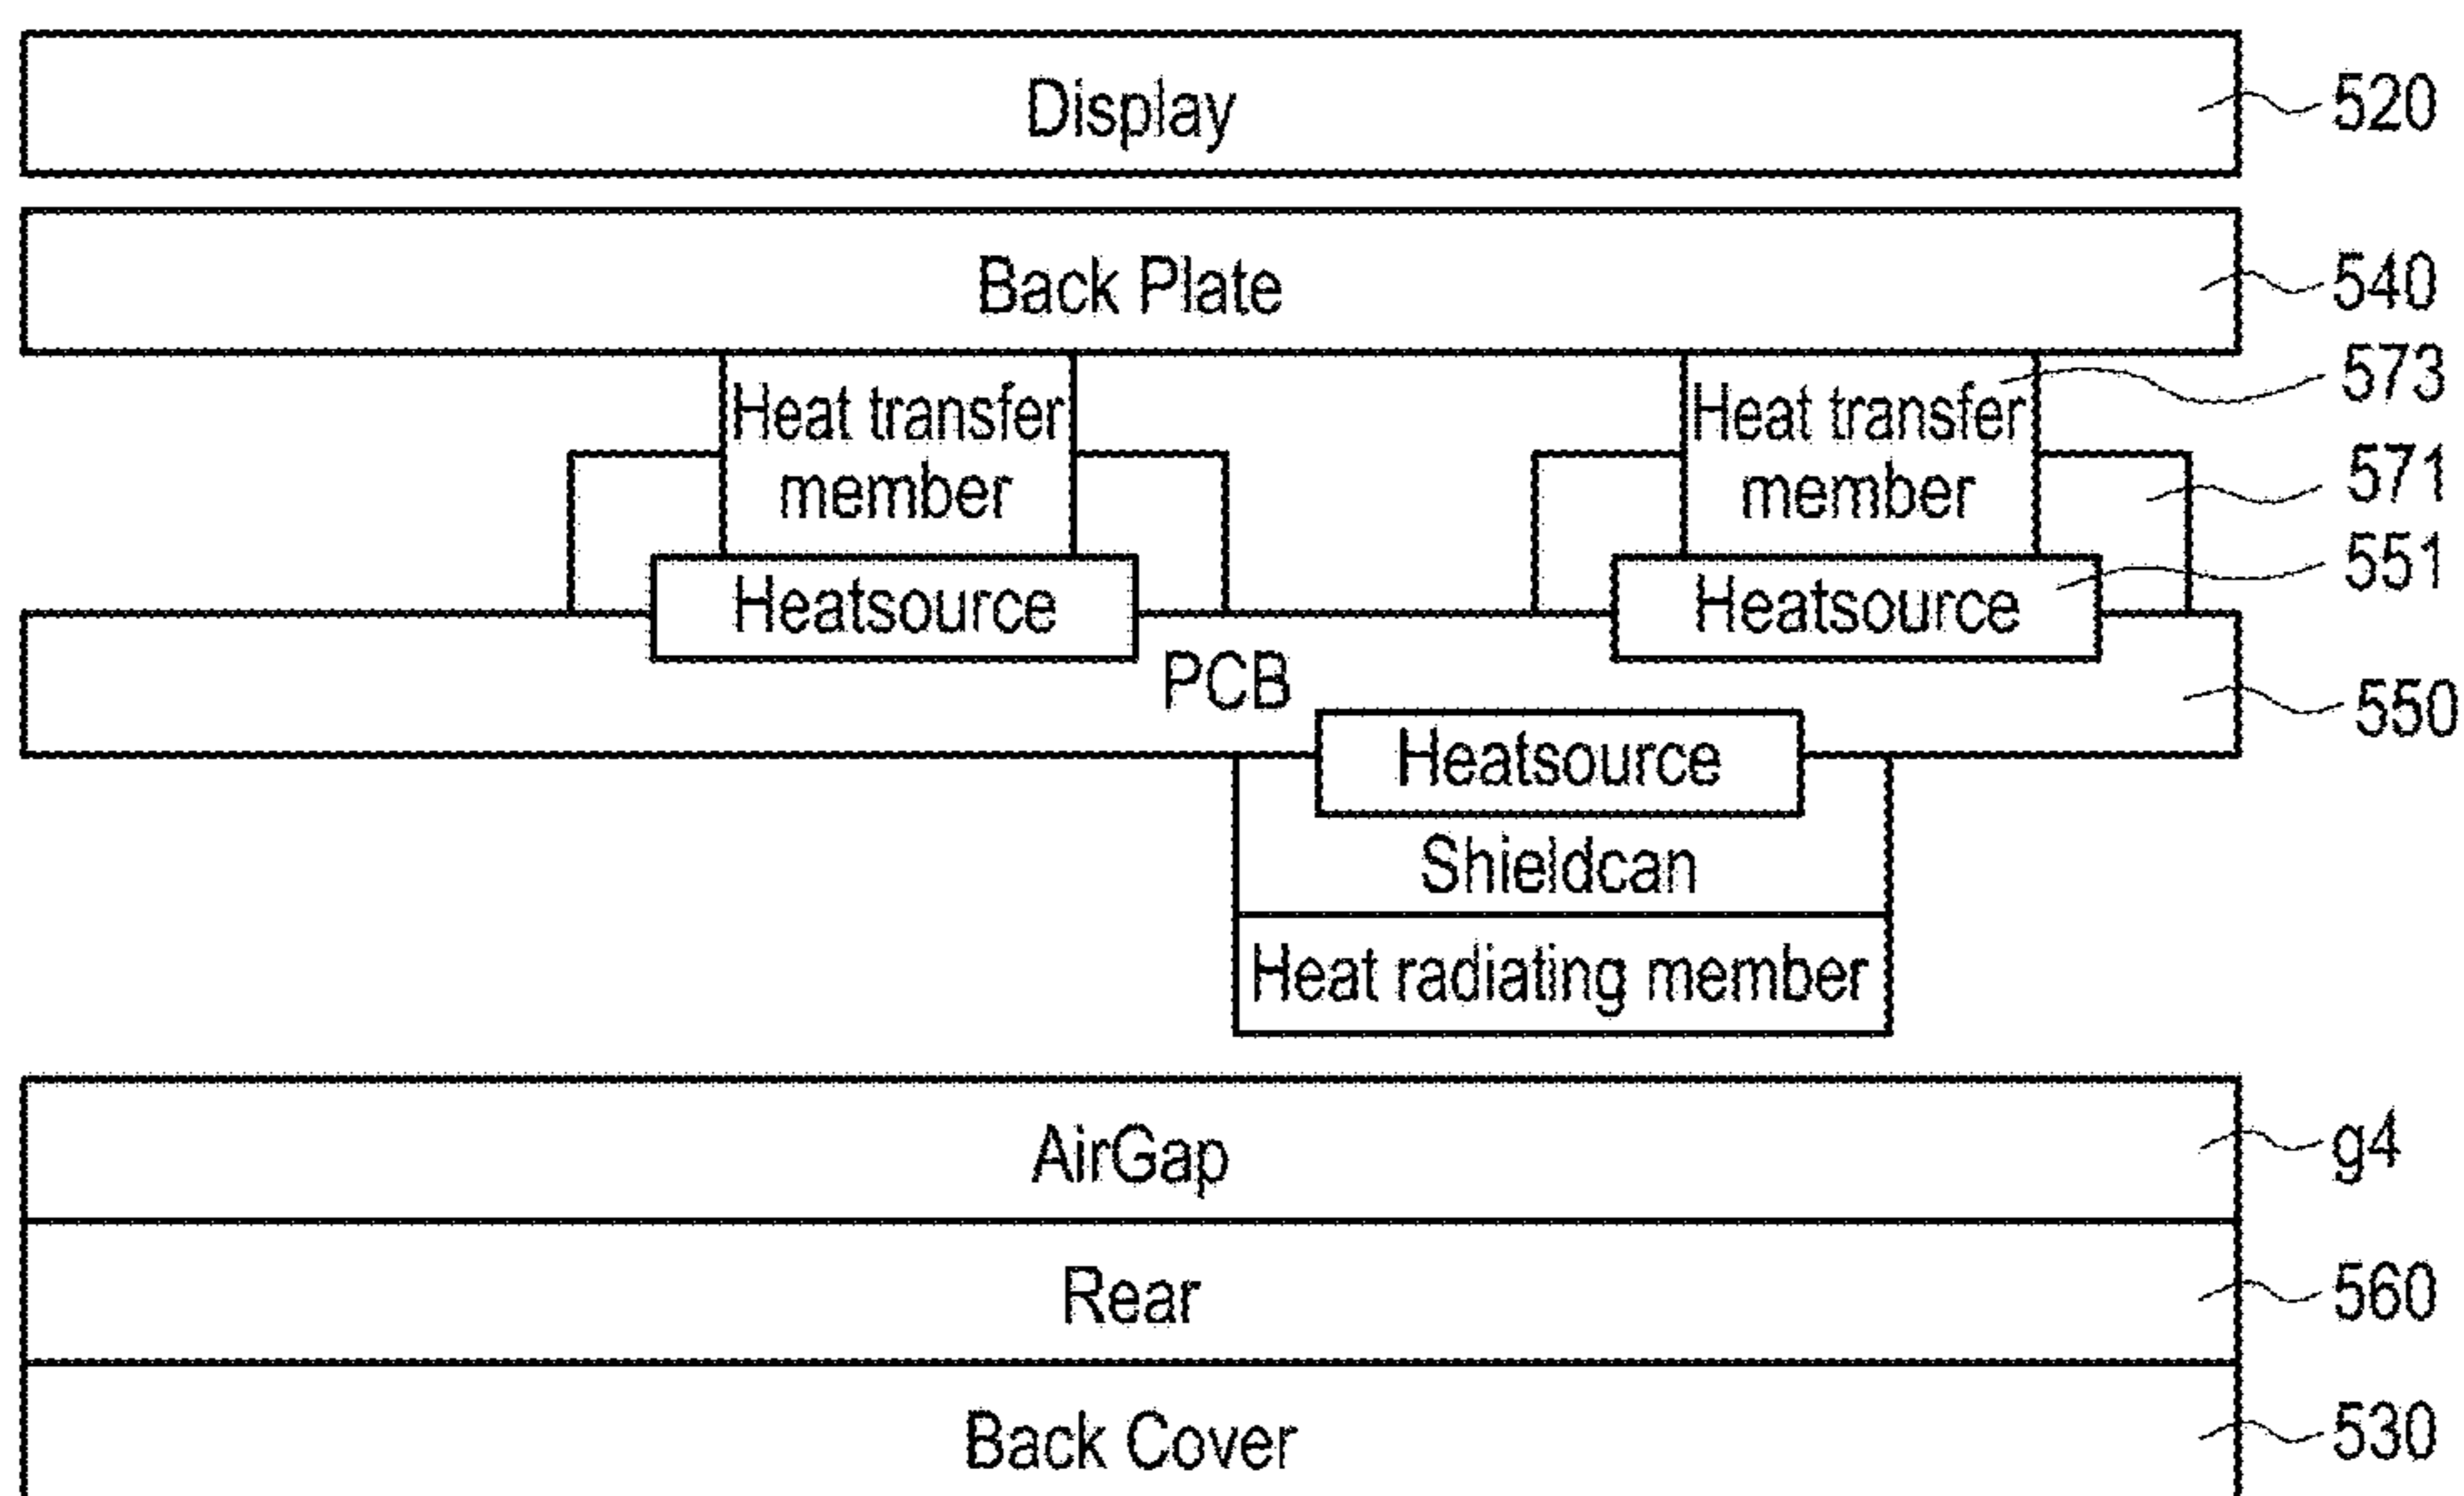 Display
520
Back Plate
540
573
Heat transfer
member
Heat transfer
member
571
551
Heatsource
Heatsource
PCB
550
Heatsource
Shieldcan
Heat radiating member
AirGap
g4
Rear
560
Back Cover
530